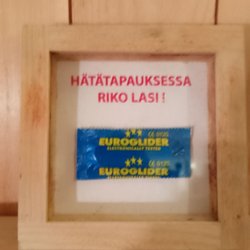 HÄTÄTAPAUKSESSA
RIKO LASI !
EUROGLIDER
ELECTRONICALLY TESTED
EUROGLIDER